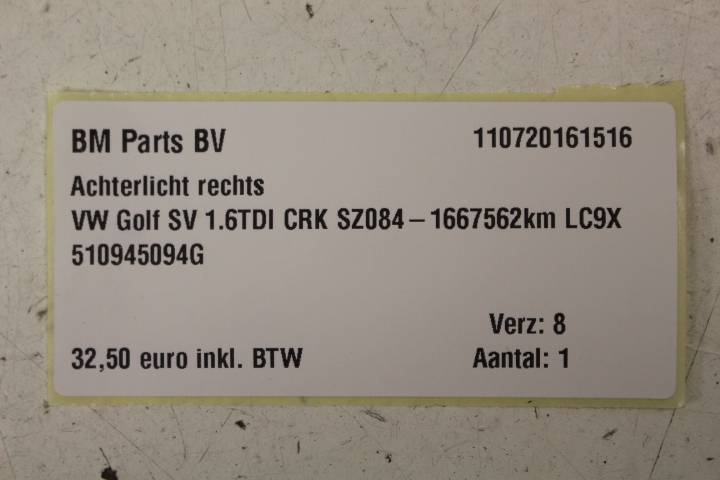 BM Parts BV 110720161516
Achterlicht rechts
VW Golf SV 1.6TDI CRK SZ084-1667562km LC9X
510945094G
Verz: 8
32,50 euro inkl. BTW Aantal: 1